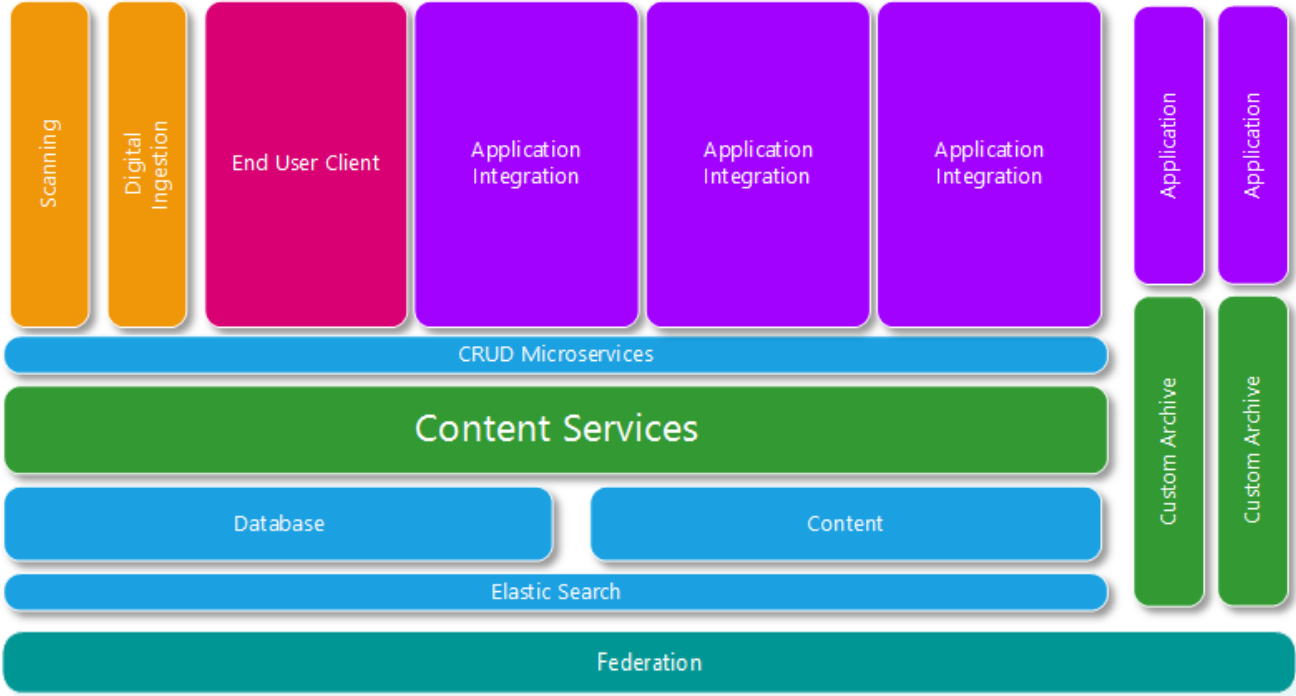 Scanning
Digital
Ingestion
End User Client
Application
Integration
Application
Integration
Application
Integration
Application
Application
CRUD Microservices
Content Services
Custom Archive
Custom Archive
Database
Content
Elastic Search
Federation